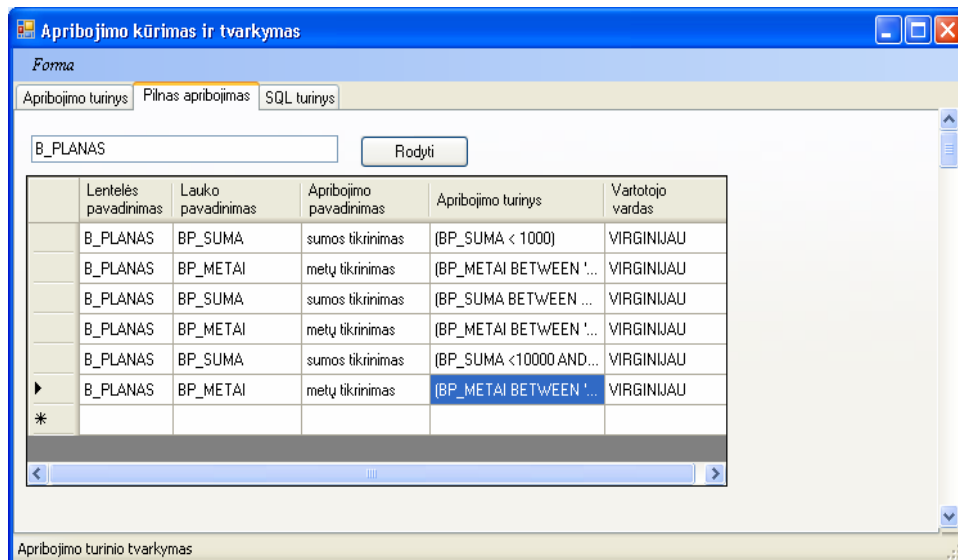 Apribojimo kūrimas ir tvarkymas
Forma
Apribojimo turinys Pilnas apribojimas SQL turinys
B_PLANAS Rodyti
Lentelės pavadinimas Lauko pavadinimas Apribojimo pavadinimas Apribojimo turinys Vartotojo vardas
B_PLANAS BP_SUMA sumos tikrinimas (BP_SUMA < 1000) VIRGINIJAU
B_PLANAS BP_METAI metų tikrinimas (BP_METAI BETWEEN '... VIRGINIJAU
B_PLANAS BP_SUMA sumos tikrinimas (BP_SUMA BETWEEN ... VIRGINIJAU
B_PLANAS BP_METAI metų tikrinimas (BP_METAI BETWEEN '... VIRGINIJAU
B_PLANAS BP_SUMA sumos tikrinimas (BP_SUMA <10000 AND... VIRGINIJAU
B_PLANAS BP_METAI metų tikrinimas (BP_METAI BETWEEN '... VIRGINIJAU
Apribojimo turinio tvarkymas